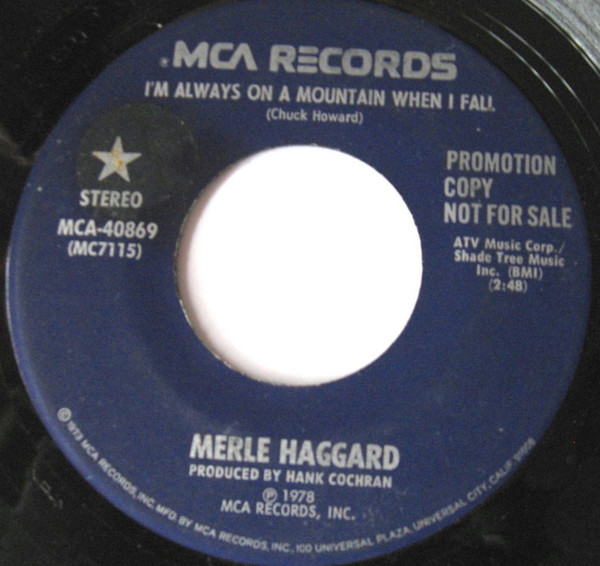 MCA RECORDS
I'M ALWAYS ON A MOUNTAIN WHEN I FALL
(Chuck Howard)
STEREO
MCA-40869
(MC7115)
PROMOTION
COPY
NOT FOR SALE
ATV Music Corp./
Shade Tree Music
Inc. (BMI)
(2:48)
MERLE HAGGARD
PRODUCED BY HANK COCHRAN
℗ 1978
MCA RECORDS, INC.
© 1973 MCA RECORDS, INC. MFD. BY MCA RECORDS, INC., 100 UNIVERSAL PLAZA, UNIVERSAL CITY, CALIF. 91608